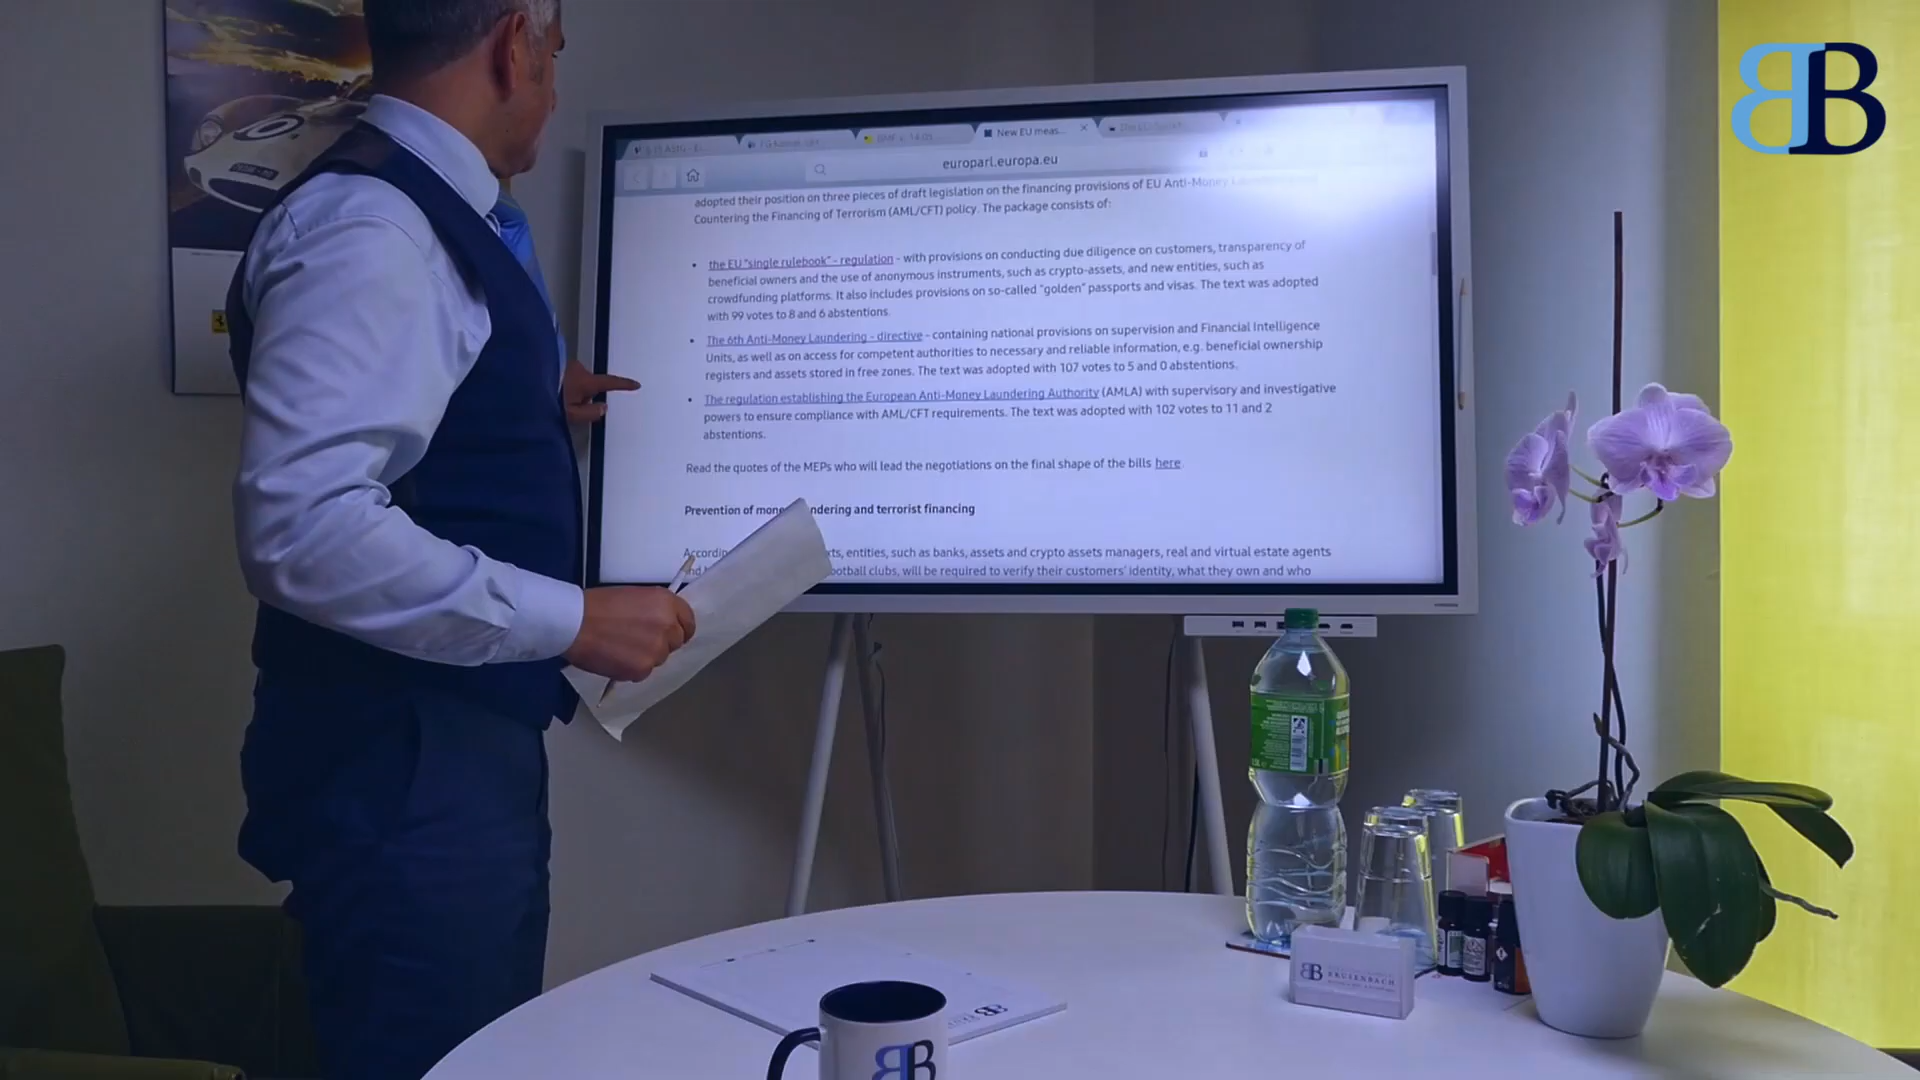 BB
10
New EU meas...
europarl.europa.eu
adopted their position on three pieces of draft legislation on the financing provisions of EU Anti-Money
Countering the Financing of Terrorism (AML/CFT) policy. The package consists of:
• the EU "single rulebook" - regulation - with provisions on conducting due diligence on customers, transparency of
beneficial owners and the use of anonymous instruments, such as crypto-assets, and new entities, such as
crowdfunding platforms. It also includes provisions on so-called "golden" passports and visas. The text was adopted
with 99 votes to 8 and 6 abstentions.
• The 6th Anti-Money Laundering - directive - containing national provisions on supervision and Financial Intelligence
Units, as well as on access for competent authorities to necessary and reliable information, e.g. beneficial ownership
registers and assets stored in free zones. The text was adopted with 107 votes to 5 and 0 abstentions.
• The regulation establishing the European Anti-Money Laundering Authority (AMLA) with supervisory and investigative
powers to ensure compliance with AML/CFT requirements. The text was adopted with 102 votes to 11 and 2
abstentions.
Read the quotes of the MEPs who will lead the negotiations on the final shape of the bills here.
Prevention of mon ndering and terrorist financing
Accordin xts, entities, such as banks, assets and crypto assets managers, real and virtual estate agents
nd ootball clubs, will be required to verify their customers' identity, what they own and who
BB
BB
BB